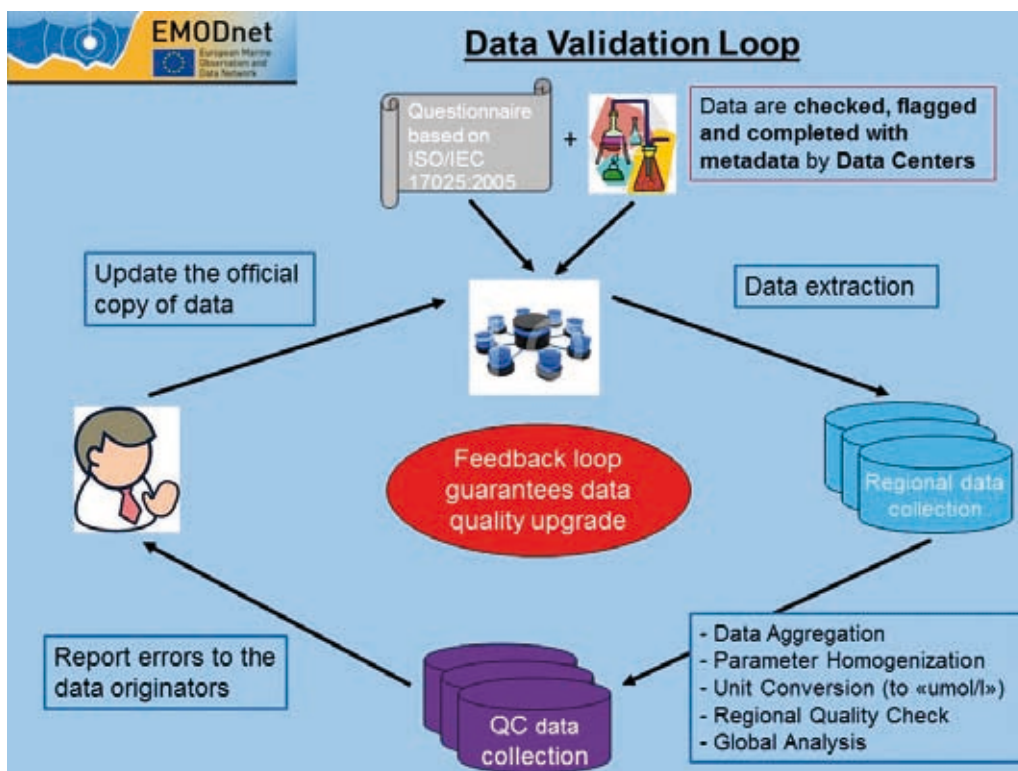 EMODnet
European Marine
Observation and
Data Network
Data Validation Loop
Questionnaire
based on
ISO/IEC
17025:2005
+
Data are checked, flagged
and completed with
metadata by Data Centers
Update the official
copy of data
Data extraction
Feedback loop
guarantees data
quality upgrade
Regional data
collection
Report errors to the
data originators
QC data
collection
- Data Aggregation
- Parameter Homogenization
- Unit Conversion (to «umol/l»)
- Regional Quality Check
- Global Analysis